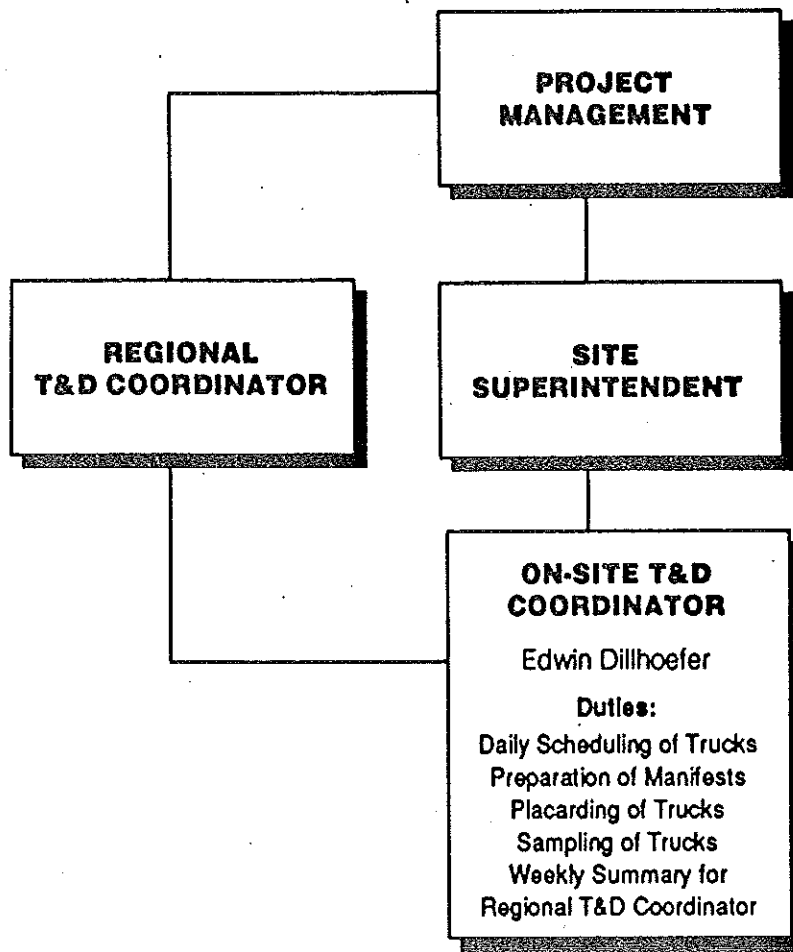 PROJECT
MANAGEMENT
REGIONAL
T&D COORDINATOR
SITE
SUPERINTENDENT
ON-SITE T&D
COORDINATOR
Edwin Dillhoefer
Duties:
Daily Scheduling of Trucks
Preparation of Manifests
Placarding of Trucks
Sampling of Trucks
Weekly Summary for
Regional T&D Coordinator